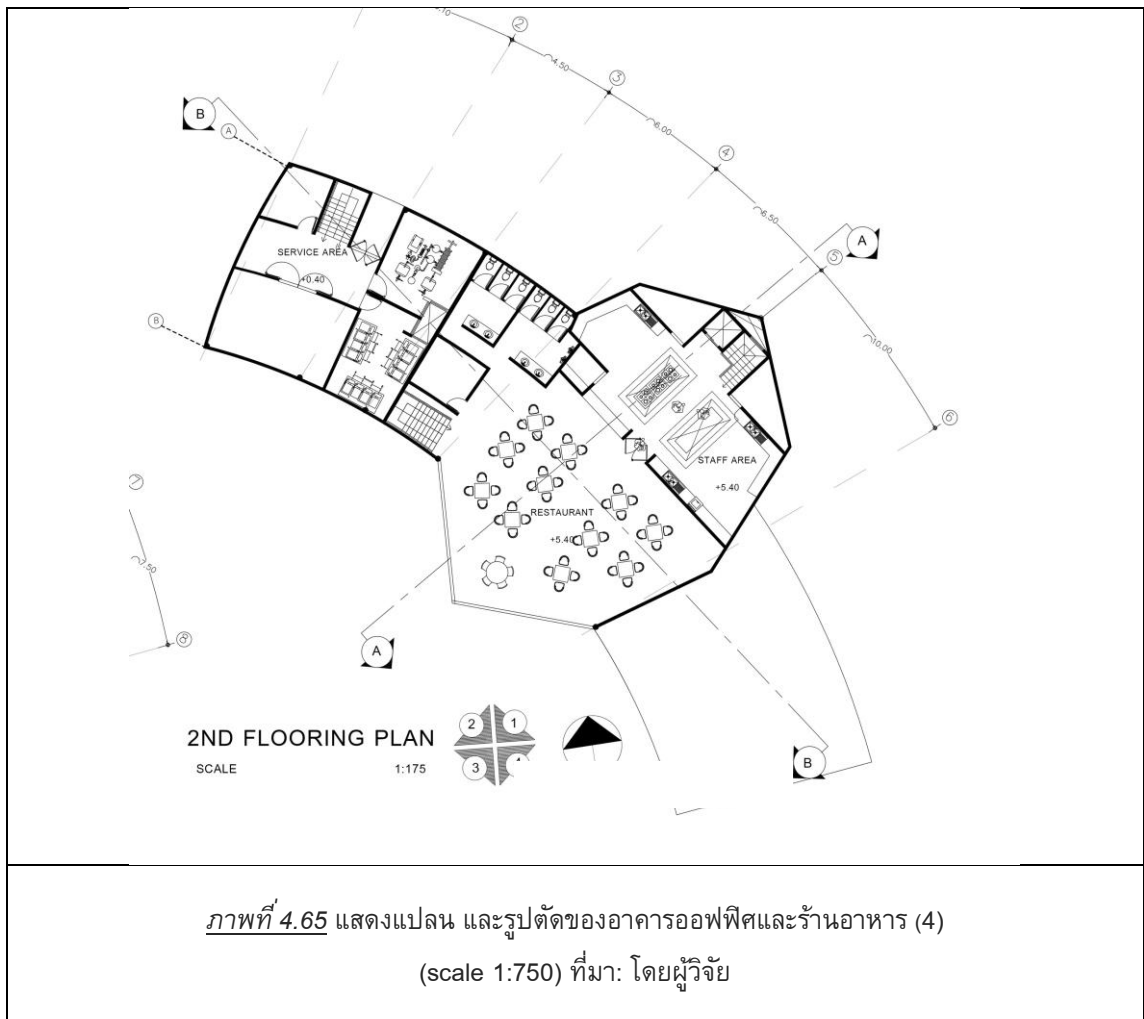 2
4.50
3
6.00
4
6.50
5
10.00
6
B
A
A
SERVICE AREA
+0.40
B
STAFF AREA
+5.40
RESTAURANT
+5.40
7
7.50
8
A
B
2ND FLOORING PLAN
SCALE 1:175
2 1
3
ภาพที่ 4.65 แสดงแปลน และรูปตัดของอาคารออฟฟิศและร้านอาหาร (4)
(scale 1:750) ที่มา: โดยผู้วิจัย